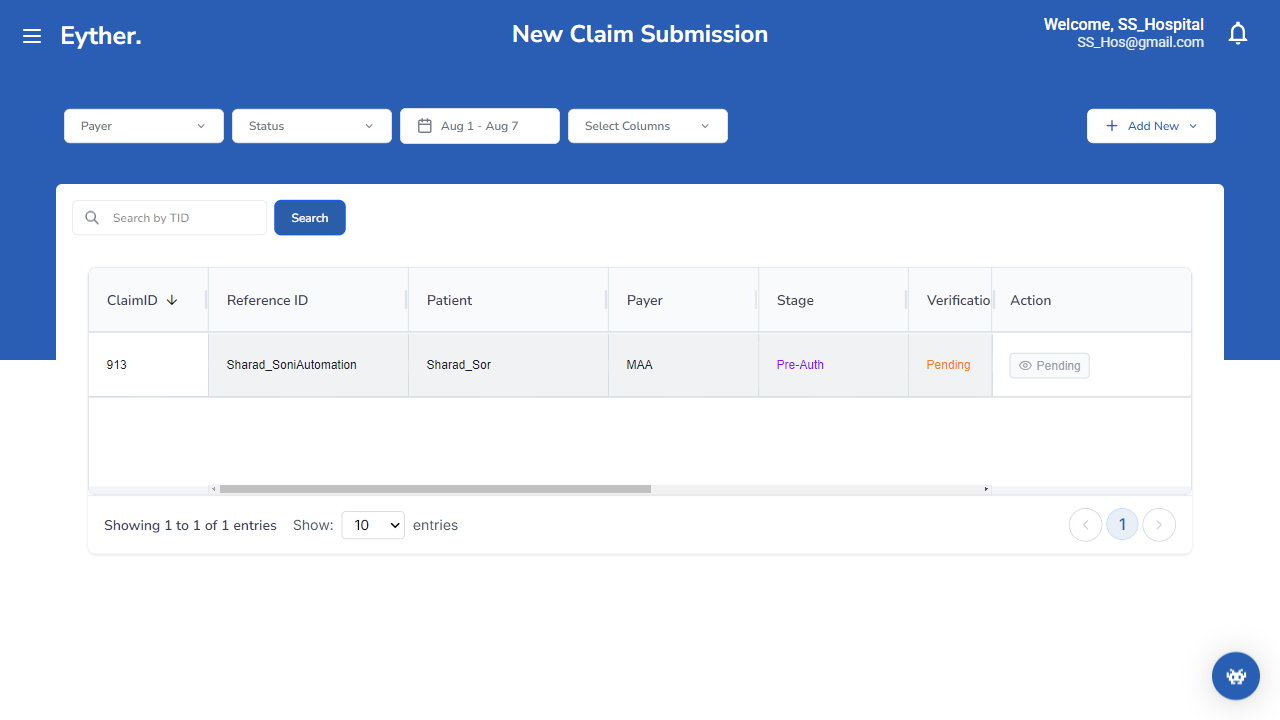 Eyther.
New Claim Submission
Welcome, SS_Hospital
SS_Hos@gmail.com
Payer
Status
Aug 1 - Aug 7
Select Columns
Add New
Search by TID
Search
ClaimID
Reference ID
Patient
Payer
Stage
Verificatio
Action
913
Sharad_SoniAutomation
Sharad_Sor
MAA
Pre-Auth
Pending
Pending
Showing 1 to 1 of 1 entries
Show:
10
entries
1